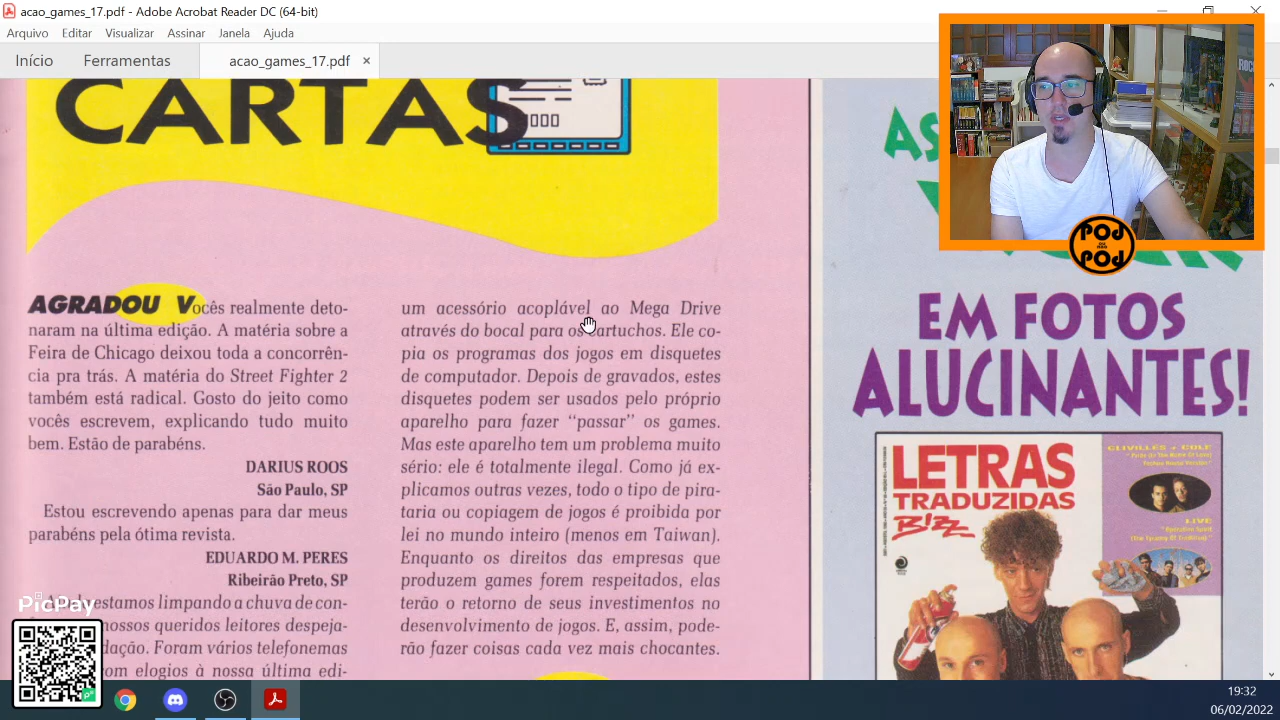 acao_games_17.pdf - Adobe Acrobat Reader DC (64-bit)
Arquivo Editar Visualizar Assinar Janela Ajuda
Início Ferramentas acao_games_17.pdf ×
CARTAS
AGRADOU Vocês realmente deto-
naram na última edição. A matéria sobre a
Feira de Chicago deixou toda a concorrên-
cia pra trás. A matéria do Street Fighter 2
também está radical. Gosto do jeito como
vocês escrevem, explicando tudo muito
bem. Estão de parabéns.
DARIUS ROOS
São Paulo, SP
Estou escrevendo apenas para dar meus
parabéns pela ótima revista.
EDUARDO M. PERES
Ribeirão Preto, SP
estamos limpando a chuva de con-
nossos queridos leitores despeja-
Foram vários telefonemas
elogios à nossa última edi-
um acessório acoplável ao Mega Drive
através do bocal para os cartuchos. Ele co-
pia os programas dos jogos em disquetes
de computador. Depois de gravados, estes
disquetes podem ser usados pelo próprio
aparelho para fazer “passar” os games.
Mas este aparelho tem um problema muito
sério: ele é totalmente ilegal. Como já ex-
plicamos outras vezes, todo o tipo de pira-
taria ou copiagem de jogos é proibida por
lei no mundo inteiro (menos em Taiwan).
Enquanto os direitos das empresas que
produzem games forem respeitados, elas
terão o retorno de seus investimentos no
desenvolvimento de jogos. E, assim, pode-
rão fazer coisas cada vez mais chocantes.
EM FOTOS
ALUCINANTES!
LETRAS
TRADUZIDAS
BIZZ
CLIVILLÉS + COLE
LIVE
POD
POD
PicPay
19:32
06/02/2022